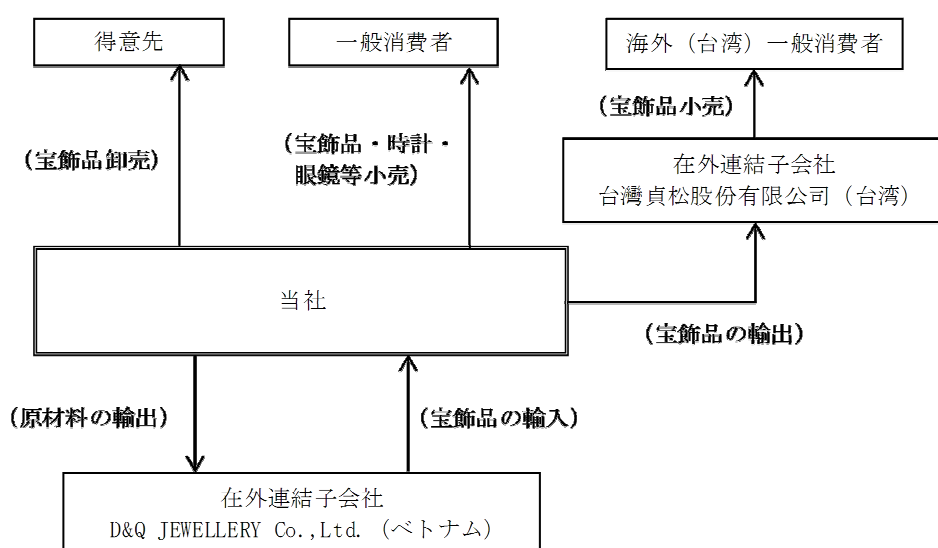 得意先
一般消費者
海外（台湾）一般消費者
（宝飾品小売）
（宝飾品卸売）
（宝飾品・時計・
眼鏡等小売）
在外連結子会社
台灣貞松股份有限公司（台湾）
当社
（宝飾品の輸出）
（原材料の輸出）
（宝飾品の輸入）
在外連結子会社
D&Q JEWELLERY Co.,Ltd.（ベトナム）